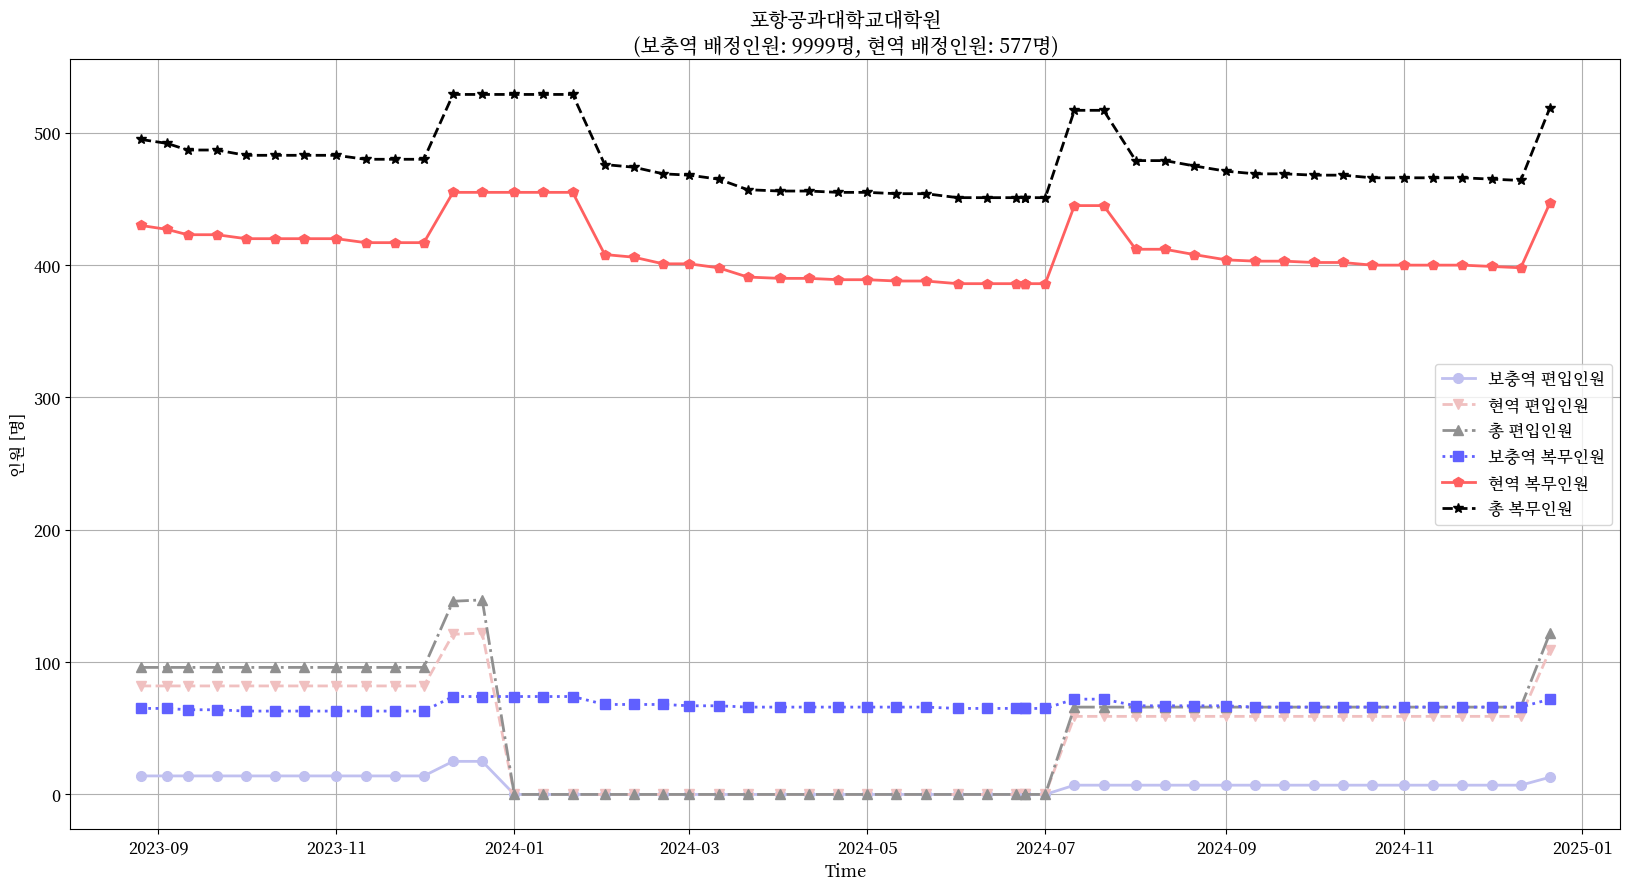 포항공과대학교대학원
(보충역 배정인원: 9999명, 현역 배정인원: 577명)
500
400
300
200
100
0
인원 [명]
보충역 편입인원
현역 편입인원
총 편입인원
보충역 복무인원
현역 복무인원
총 복무인원
2023-09 2023-11 2024-01 2024-03 2024-05 2024-07 2024-09 2024-11 2025-01
Time